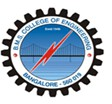 B.M.S COLLEGE OF ENGINEERING
BANGALORE - 560 019